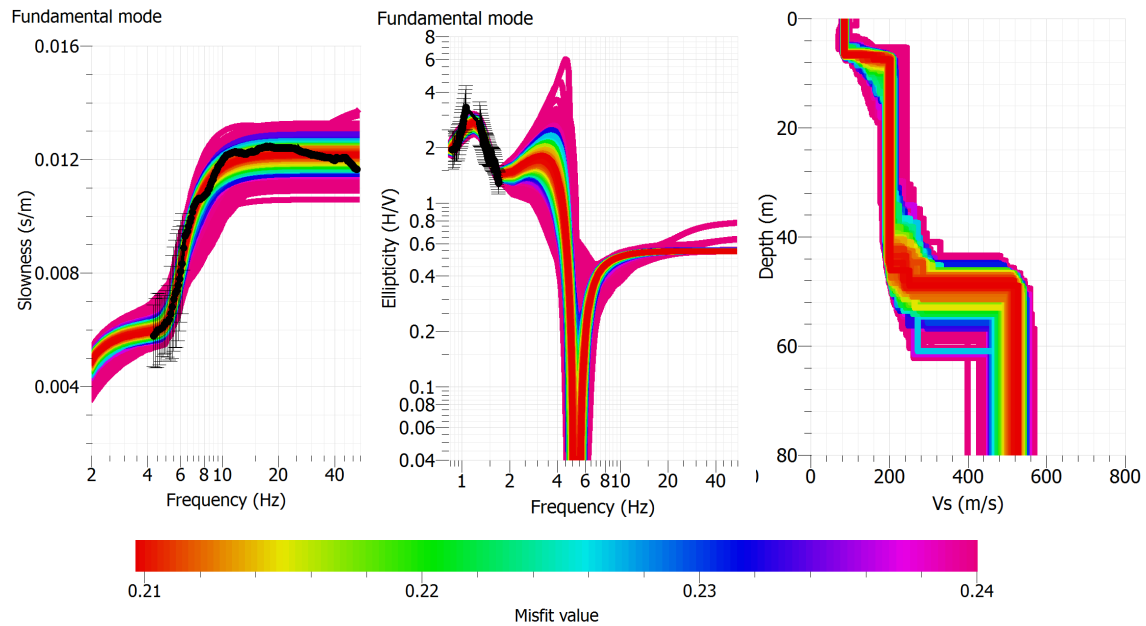 Fundamental mode
0.016
0.012
0.008
0.004
Slowness (s/m)
2 4 6 8 10 20 40
Frequency (Hz)
Fundamental mode
8
6
4
2
1
0.8
0.6
0.4
0.2
0.1
0.08
0.06
0.04
Ellipticity (H/V)
1 2 4 6 8 10 20 40
Frequency (Hz)
0
20
40
60
80
Depth (m)
0 200 400 600 800
Vs (m/s)
0.21 0.22 0.23 0.24
Misfit value